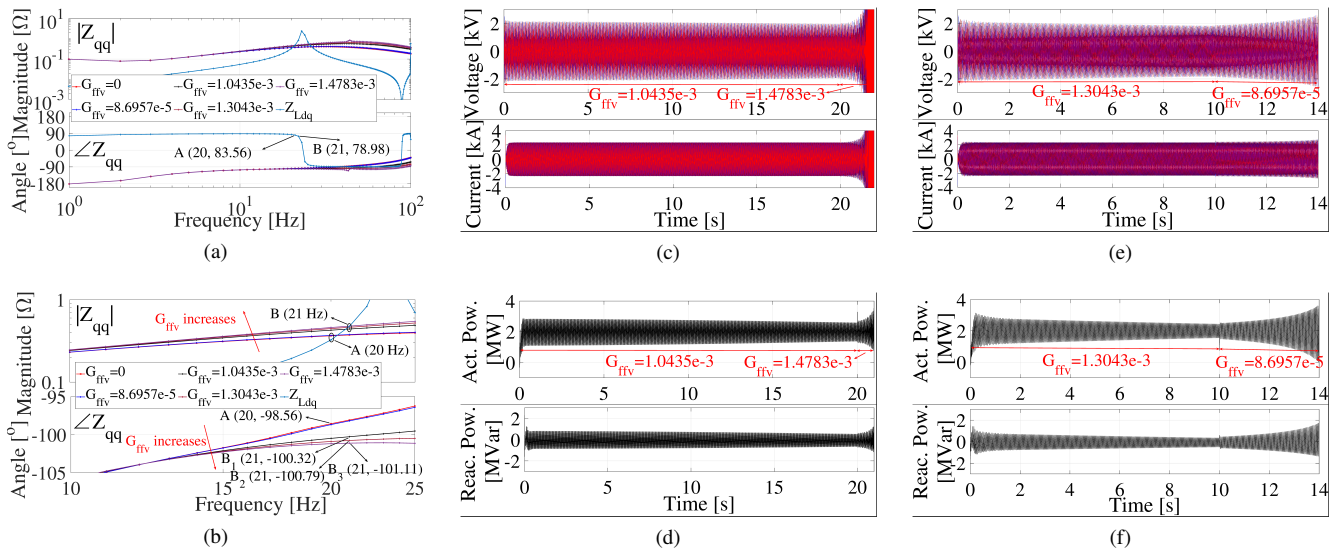 10¹
10⁰
10⁻¹
10⁻³
Magnitude [Ω]
|Z_qq|
G_ffv=0
G_ffv=1.0435e-3
G_ffv=1.4783e-3
G_ffv=8.6957e-5
G_ffv=1.3043e-3
Z_Ldq
180
90
0
-90
-180
Angle [°]
∠Z_qq
A (20, 83.56)
B (21, 78.98)
10⁰
10¹
10²
Frequency [Hz]
(a)
Voltage [kV]
2
0
-2
G_ffv=1.0435e-3
G_ffv=1.4783e-3
0
5
10
15
20
Current [kA]
4
2
0
-2
-4
0
5
10
15
20
Time [s]
(c)
Voltage [kV]
2
0
-2
G_ffv=1.3043e-3
G_ffv=8.6957e-5
0
2
4
6
8
10
12
14
Current [kA]
4
2
0
-2
-4
0
2
4
6
8
10
12
14
Time [s]
(e)
1
0.1
Magnitude [Ω]
|Z_qq|
G_ffv increases
B (21 Hz)
A (20 Hz)
G_ffv=0
G_ffv=1.0435e-3
G_ffv=1.4783e-3
G_ffv=8.6957e-5
G_ffv=1.3043e-3
Z_Ldq
-95
-100
-105
Angle [°]
∠Z_qq
G_ffv increases
A (20, -98.56)
B₁ (21, -100.32)
B₂ (21, -100.79)
B₃ (21, -101.11)
10
15
20
25
Frequency [Hz]
(b)
Act. Pow.
[MW]
4
2
0
G_ffv=1.0435e-3
G_ffv=1.4783e-3
0
5
10
15
20
Reac. Pow.
[MVar]
2
0
-2
0
5
10
15
20
Time [s]
(d)
Act. Pow.
[MW]
4
2
0
G_ffv=1.3043e-3
G_ffv=8.6957e-5
0
2
4
6
8
10
12
14
Reac. Pow.
[MVar]
2
0
-2
0
2
4
6
8
10
12
14
Time [s]
(f)